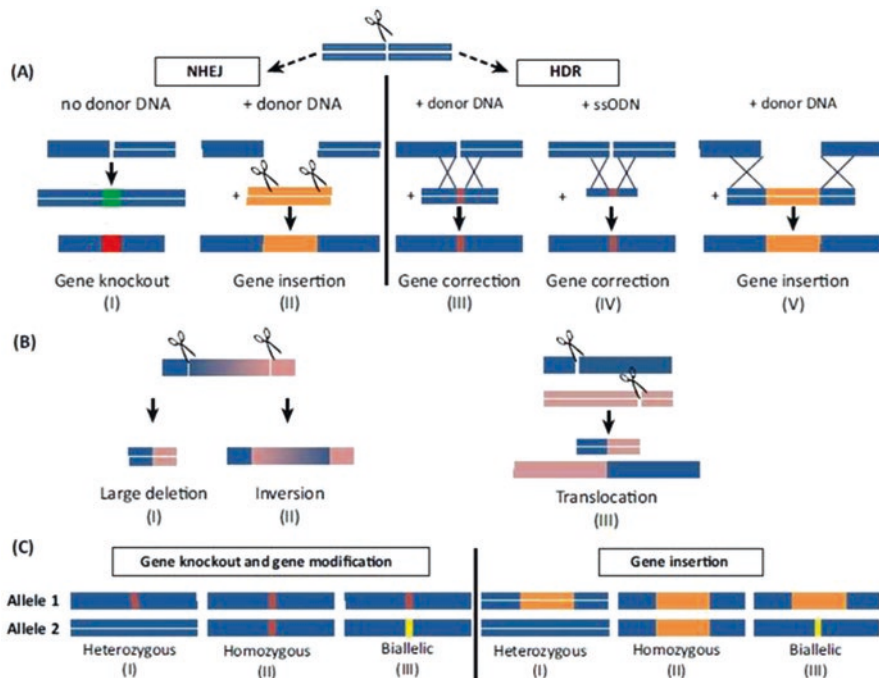 (A)
NHEJ HDR
no donor DNA + donor DNA + donor DNA + ssODN + donor DNA
+ + + +
Gene knockout Gene insertion Gene correction Gene correction Gene insertion
(I) (II) (III) (IV) (V)
(B)
Large deletion Inversion Translocation
(I) (II) (III)
(C)
Gene knockout and gene modification Gene insertion
Allele 1
Allele 2
Heterozygous Homozygous Biallelic Heterozygous Homozygous Biallelic
(I) (II) (III) (I) (II) (III)